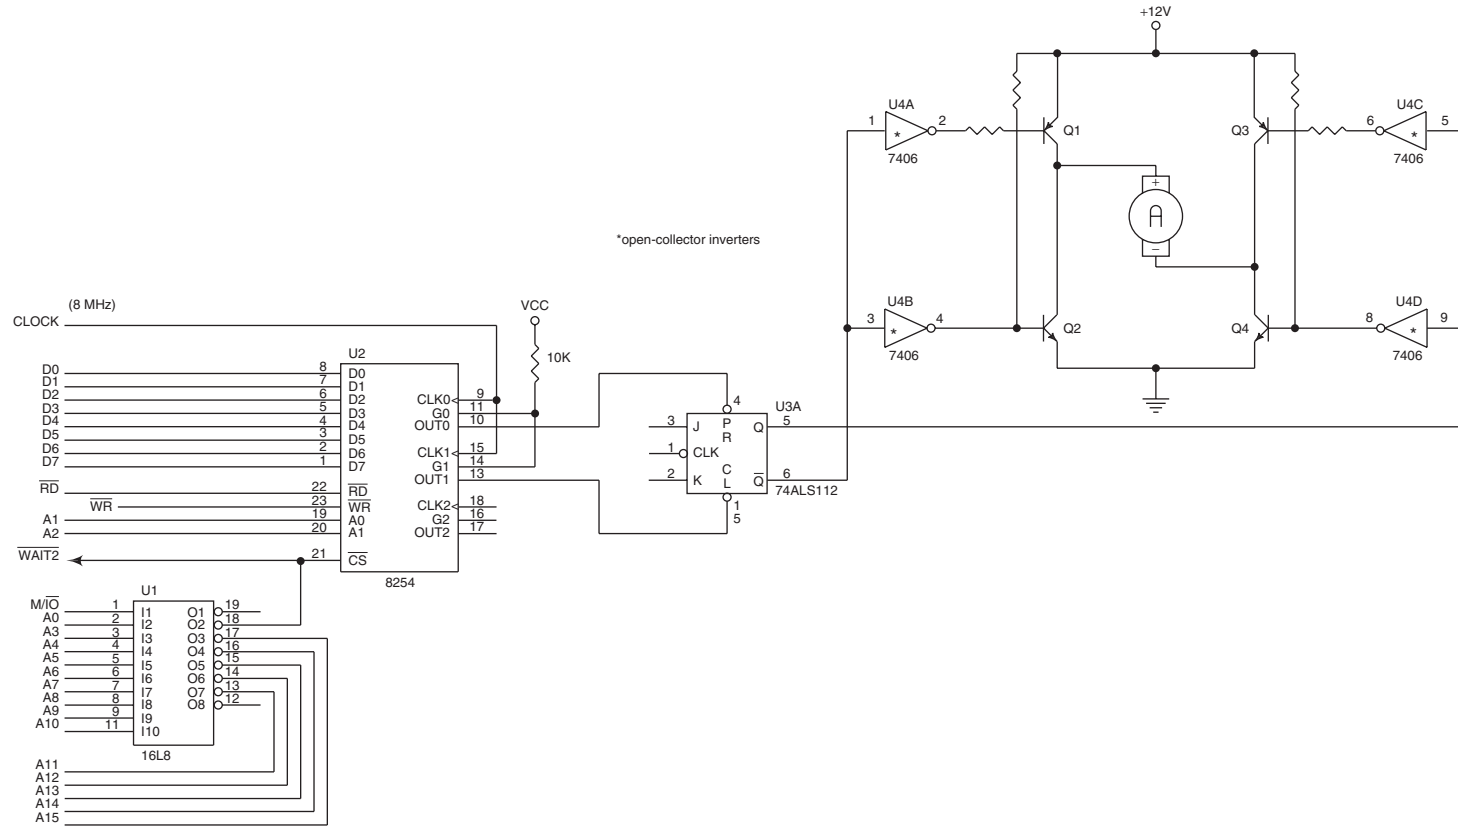 +12V
U4A
1
2
*
7406
Q1
Q3
U4C
6
5
*
7406
+
A
−
*open-collector inverters
U4B
3
4
*
7406
Q2
Q4
U4D
8
9
*
7406
(8 MHz)
CLOCK
VCC
10K
U2
D0 8 D0
D1 7 D1
D2 6 D2
D3 5 D3
D4 4 D4
D5 3 D5
D6 2 D6
D7 1 D7
R̅D̅ 22 R̅D̅
W̅R̅ 23 W̅R̅
A1 19 A0
A2 20 A1
W̅A̅I̅T̅2̅ 21 C̅S̅
CLK0 9
G0 11
OUT0 10
CLK1 15
G1 14
OUT1 13
CLK2 18
G2 16
OUT2 17
8254
U3A
4
3 J
P
R
Q 5
1 CLK
2 K
C
L
Q̅ 6
74ALS112
1
5
U1
M/I̅O̅ 1 I1
A0 2 I2
A3 3 I3
A4 4 I4
A5 5 I5
A6 6 I6
A7 7 I7
A8 8 I8
A9 9 I9
A10 11 I10
O1 19
O2 18
O3 17
O4 16
O5 15
O6 14
O7 13
O8 12
16L8
A11
A12
A13
A14
A15